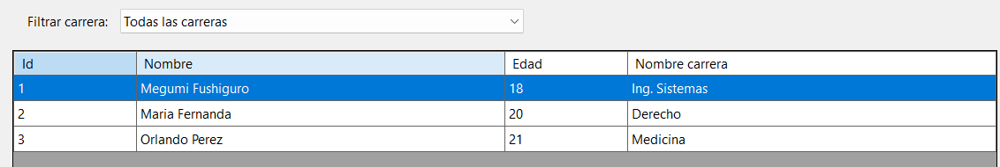 Filtrar carrera: Todas las carreras
Id Nombre Edad Nombre carrera
1 Megumi Fushiguro 18 Ing. Sistemas
2 Maria Fernanda 20 Derecho
3 Orlando Perez 21 Medicina